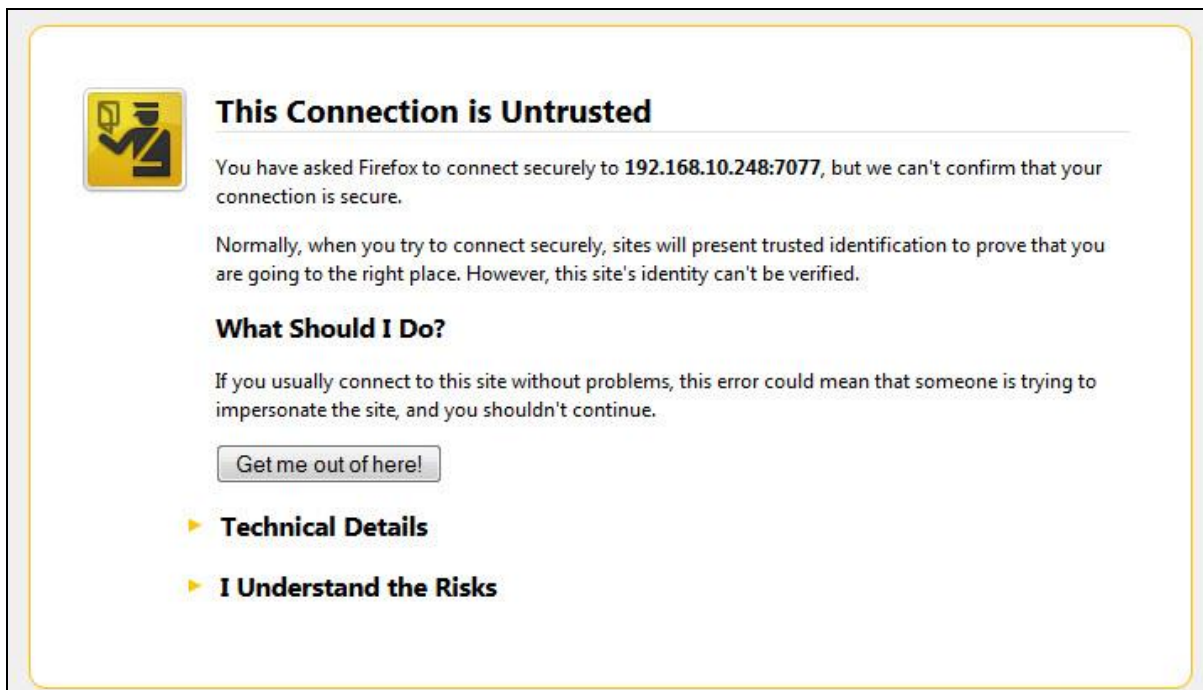 This Connection is Untrusted
You have asked Firefox to connect securely to 192.168.10.248:7077, but we can't confirm that your
connection is secure.
Normally, when you try to connect securely, sites will present trusted identification to prove that you
are going to the right place. However, this site's identity can't be verified.
What Should I Do?
If you usually connect to this site without problems, this error could mean that someone is trying to
impersonate the site, and you shouldn't continue.
Get me out of here!
Technical Details
I Understand the Risks